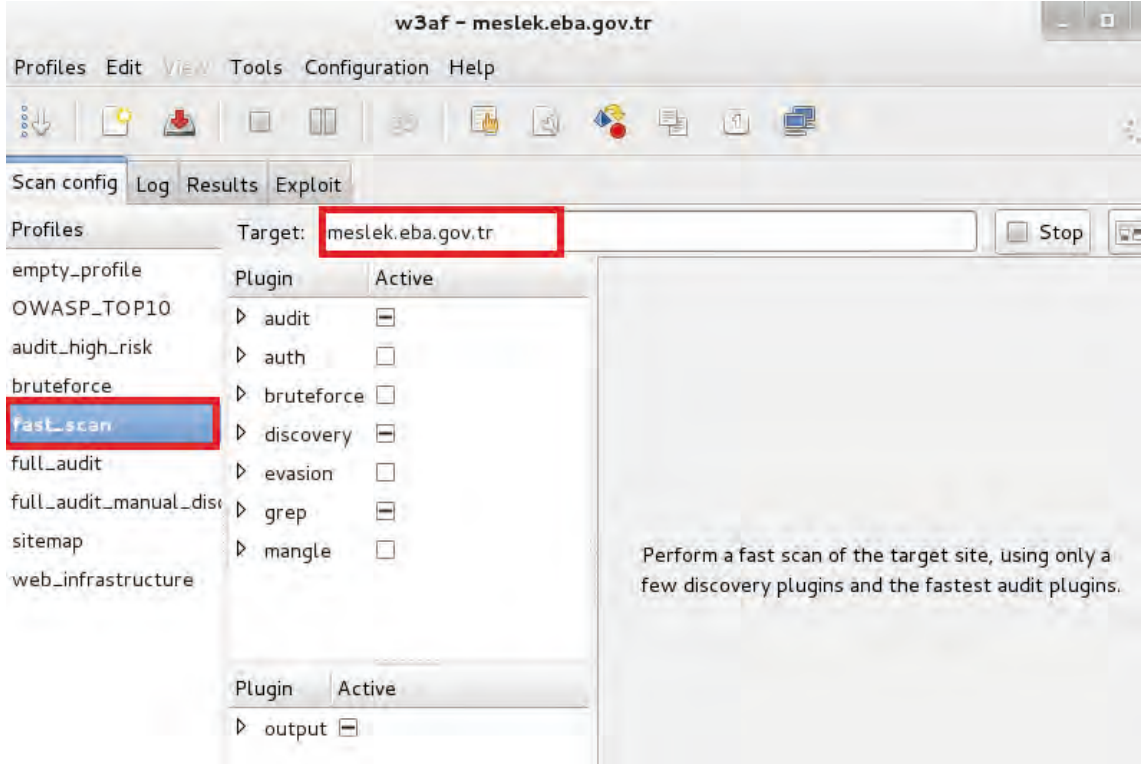 w3af - meslek.eba.gov.tr
Profiles Edit View Tools Configuration Help
Scan config Log Results Exploit
Profiles
Target: meslek.eba.gov.tr Stop
empty_profile
OWASP_TOP10
audit_high_risk
bruteforce
fast_scan
full_audit
full_audit_manual_disc
sitemap
web_infrastructure
Plugin Active
audit
auth
bruteforce
discovery
evasion
grep
mangle
Plugin Active
output
Perform a fast scan of the target site, using only a
few discovery plugins and the fastest audit plugins.